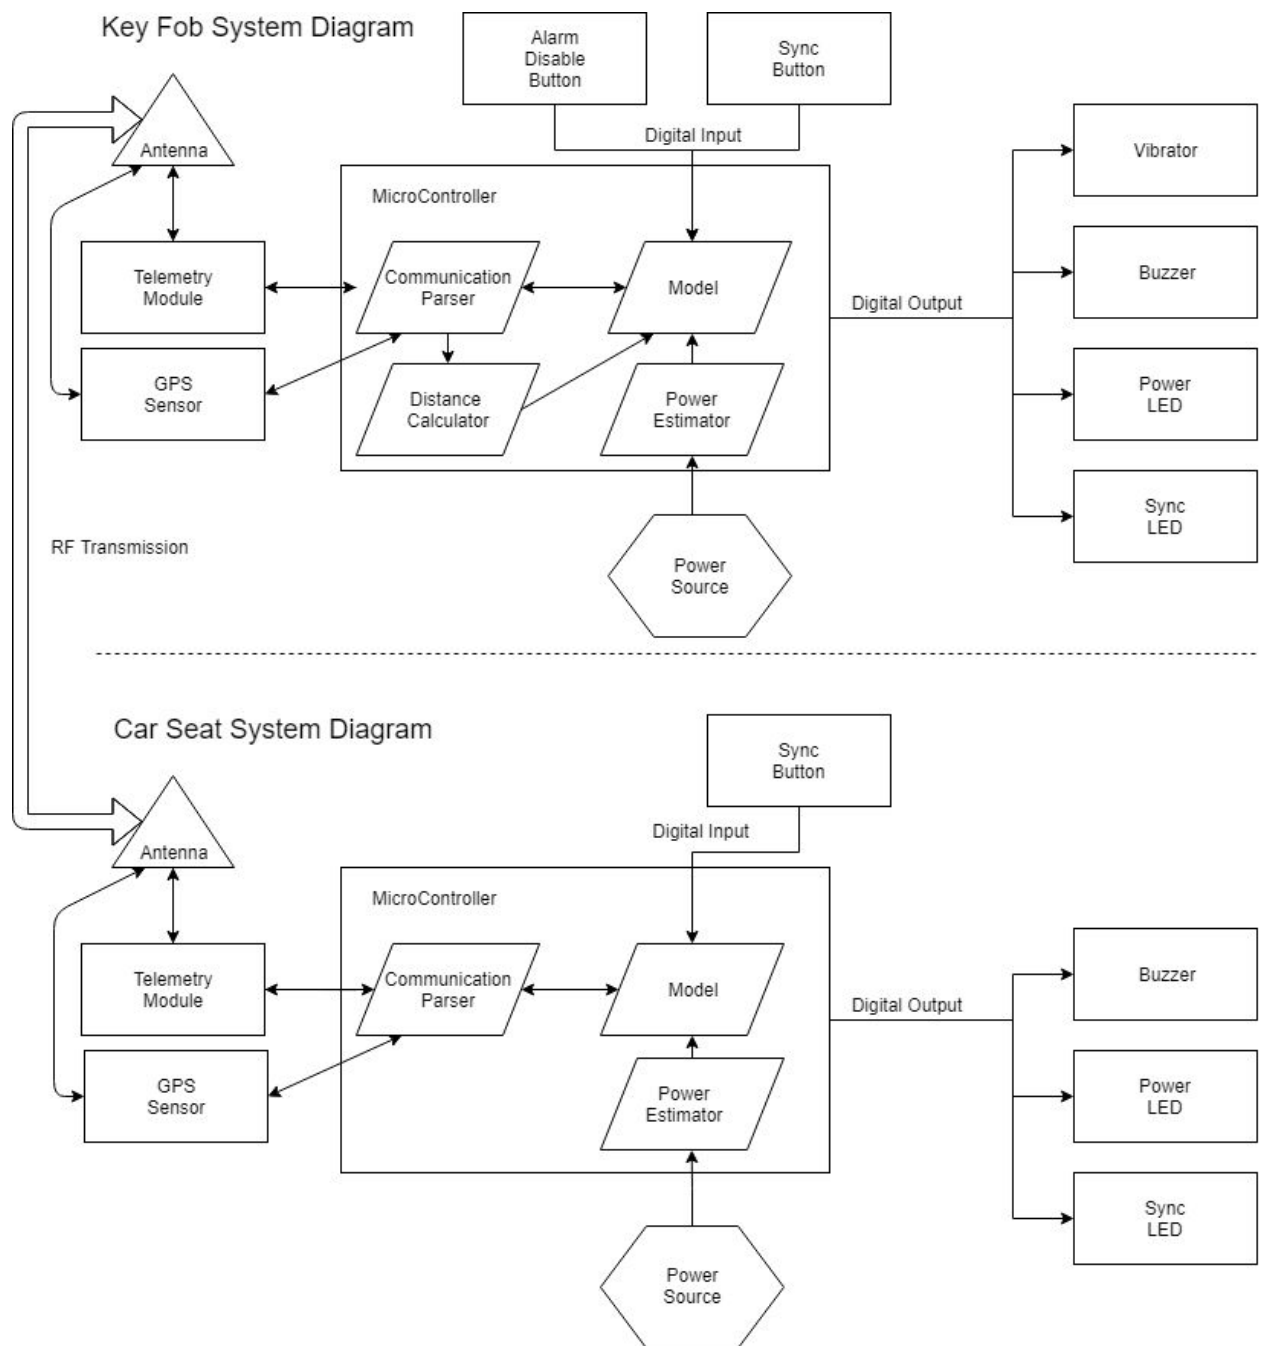 Key Fob System Diagram
Alarm
Disable
Button
Sync
Button
Digital Input
Antenna
MicroController
Vibrator
Telemetry
Module
Communication
Parser
Model
Buzzer
Digital Output
GPS
Sensor
Distance
Calculator
Power
Estimator
Power
LED
Sync
LED
RF Transmission
Power
Source
Car Seat System Diagram
Sync
Button
Digital Input
Antenna
MicroController
Telemetry
Module
Communication
Parser
Model
Buzzer
Digital Output
GPS
Sensor
Power
Estimator
Power
LED
Sync
LED
Power
Source